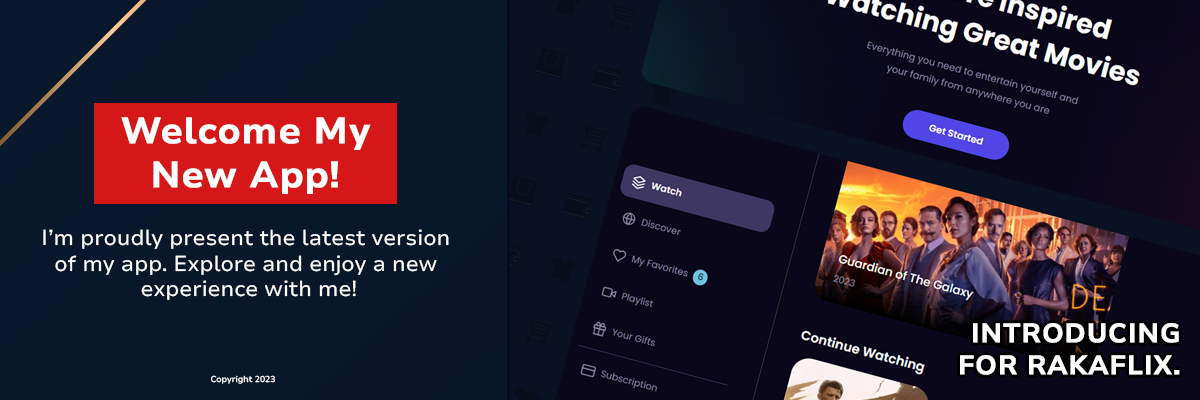 Welcome My
New App!
I'm proudly present the latest version
of my app. Explore and enjoy a new
experience with me!
Copyright 2023
Inspired
Watching Great Movies
Everything you need to entertain yourself and
your family from anywhere you are
Get Started
Watch
Discover
My Favorites 6
Playlist
Your Gifts
Subscription
Guardian of The Galaxy
2023
Continue Watching
INTRODUCING
FOR RAKAFLIX.